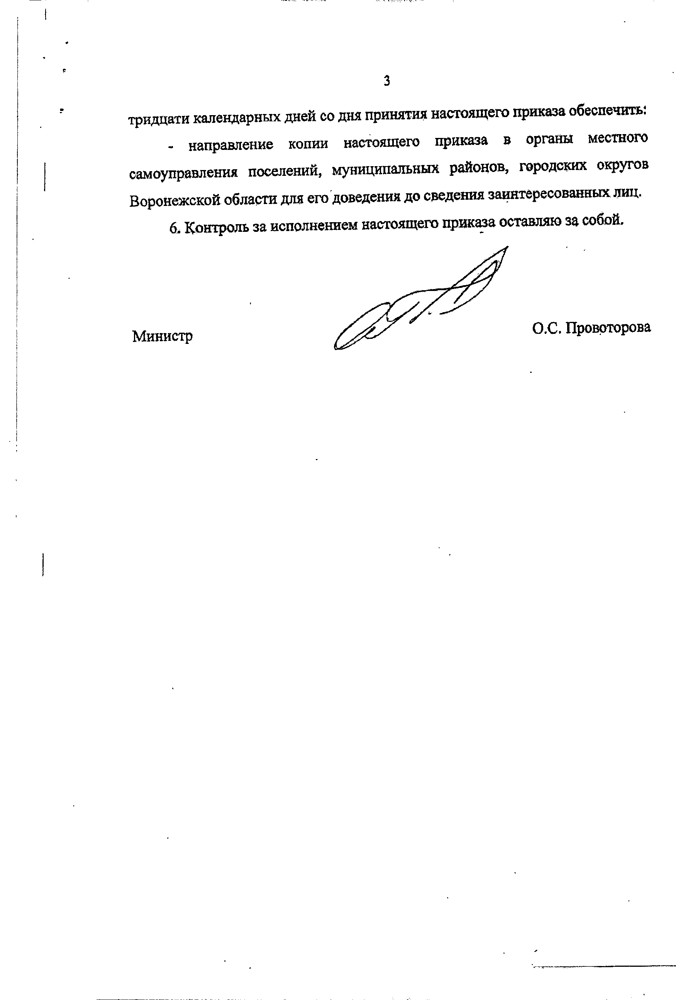 3
тридцати календарных дней со дня принятия настоящего приказа обеспечить:
- направление копии настоящего приказа в органы местного
самоуправления поселений, муниципальных районов, городских округов
Воронежской области для его доведения до сведения заинтересованных лиц.
6. Контроль за исполнением настоящего приказа оставляю за собой.
Министр
О.С. Провоторова